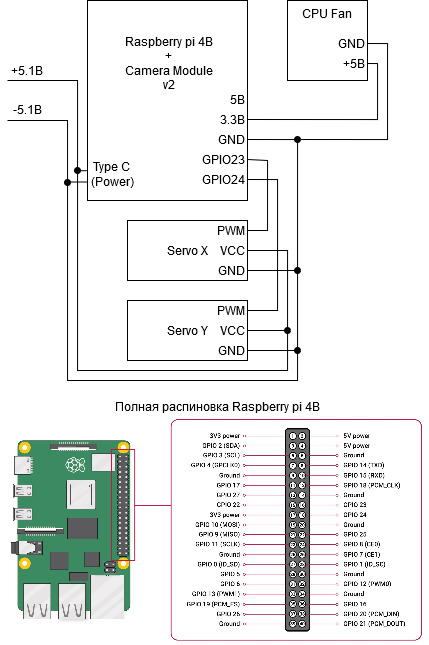 CPU Fan
GND
+5В
Raspberry pi 4B
+
Camera Module
v2
+5.1В
-5.1В
5В
3.3В
GND
GPIO23
GPIO24
Type C
(Power)
PWM
Servo X VCC
GND
PWM
Servo Y VCC
GND
Полная распиновка Raspberry pi 4B
3V3 power 5V power
GPIO 2 (SDA) 5V power
GPIO 3 (SCL) Ground
GPIO 4 (GPCLK0) GPIO 14 (TXD)
Ground GPIO 15 (RXD)
GPIO 17 GPIO 18 (PCM_CLK)
GPIO 27 Ground
GPIO 22 GPIO 23
3V3 power GPIO 24
GPIO 10 (MOSI) Ground
GPIO 9 (MISO) GPIO 25
GPIO 11 (SCLK) GPIO 8 (CE0)
Ground GPIO 7 (CE1)
GPIO 0 (ID_SD) GPIO 1 (ID_SC)
GPIO 5 Ground
GPIO 6 GPIO 12 (PWM0)
GPIO 13 (PWM1) Ground
GPIO 19 (PCM_FS) GPIO 16
GPIO 26 GPIO 20 (PCM_DIN)
Ground GPIO 21 (PCM_DOUT)